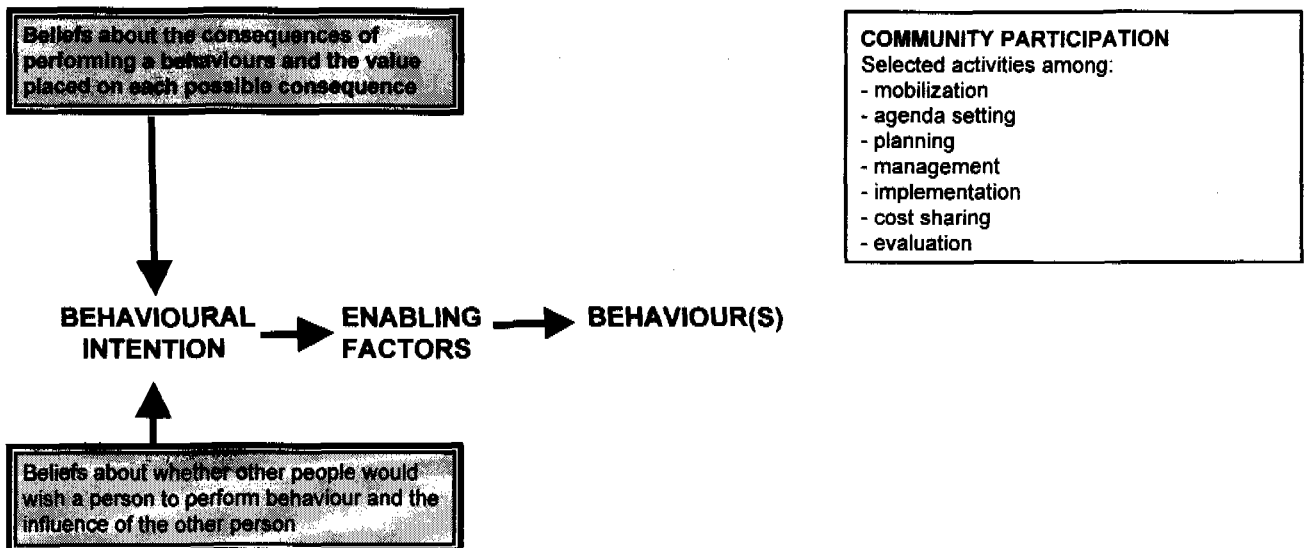 Beliefs about the consequences of
performing a behaviours and the value
placed on each possible consequence
COMMUNITY PARTICIPATION
Selected activities among:
- mobilization
- agenda setting
- planning
- management
- implementation
- cost sharing
- evaluation
BEHAVIOURAL
INTENTION
ENABLING
FACTORS
BEHAVIOUR(S)
Beliefs about whether other people would
wish a person to perform behaviour and the
influence of the other person